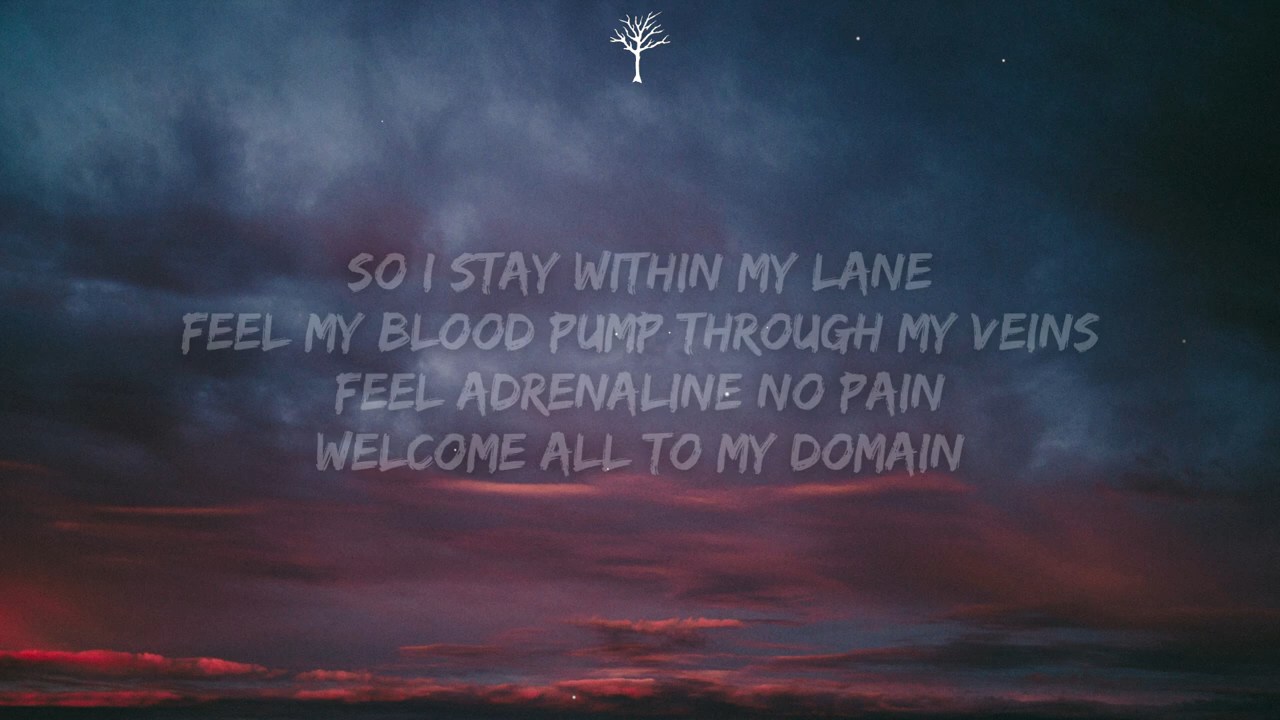 SO I STAY WITHIN MY LANE
FEEL MY BLOOD PUMP THROUGH MY VEINS
FEEL ADRENALINE NO PAIN
WELCOME ALL TO MY DOMAIN